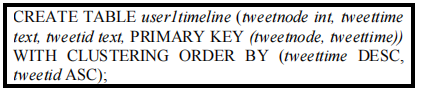 CREATE TABLE user1timeline (tweetnode int, tweettime
text, tweetid text, PRIMARY KEY (tweetnode, tweettime))
WITH CLUSTERING ORDER BY (tweettime DESC,
tweetid ASC);